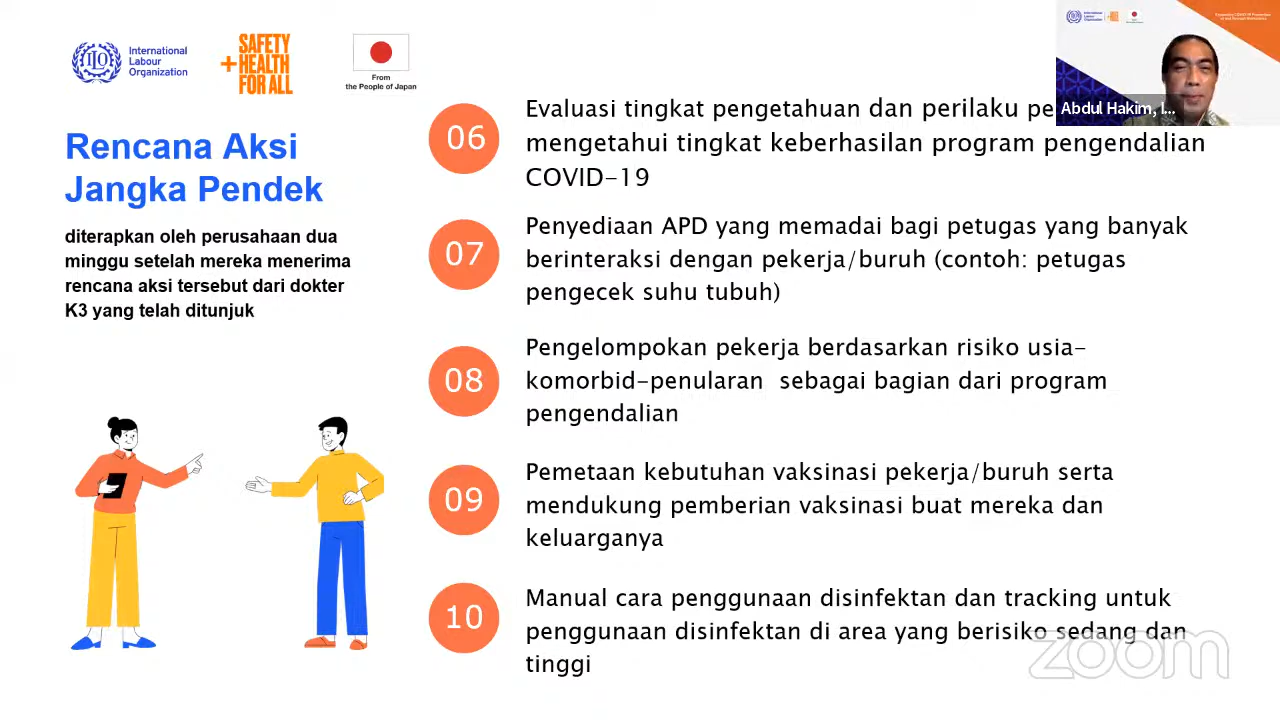 International
Labour
Organization
SAFETY
+ HEALTH
FOR ALL
From
the People of Japan
Rencana Aksi
Jangka Pendek
diterapkan oleh perusahaan dua
minggu setelah mereka menerima
rencana aksi tersebut dari dokter
K3 yang telah ditunjuk
06
Evaluasi tingkat pengetahuan dan perilaku pe
mengetahui tingkat keberhasilan program pengendalian
COVID-19
07
Penyediaan APD yang memadai bagi petugas yang banyak
berinteraksi dengan pekerja/buruh (contoh: petugas
pengecek suhu tubuh)
08
Pengelompokan pekerja berdasarkan risiko usia-
komorbid-penularan sebagai bagian dari program
pengendalian
09
Pemetaan kebutuhan vaksinasi pekerja/buruh serta
mendukung pemberian vaksinasi buat mereka dan
keluarganya
10
Manual cara penggunaan disinfektan dan tracking untuk
penggunaan disinfektan di area yang berisiko sedang dan
tinggi
Abdul Hakim, I...
zoom